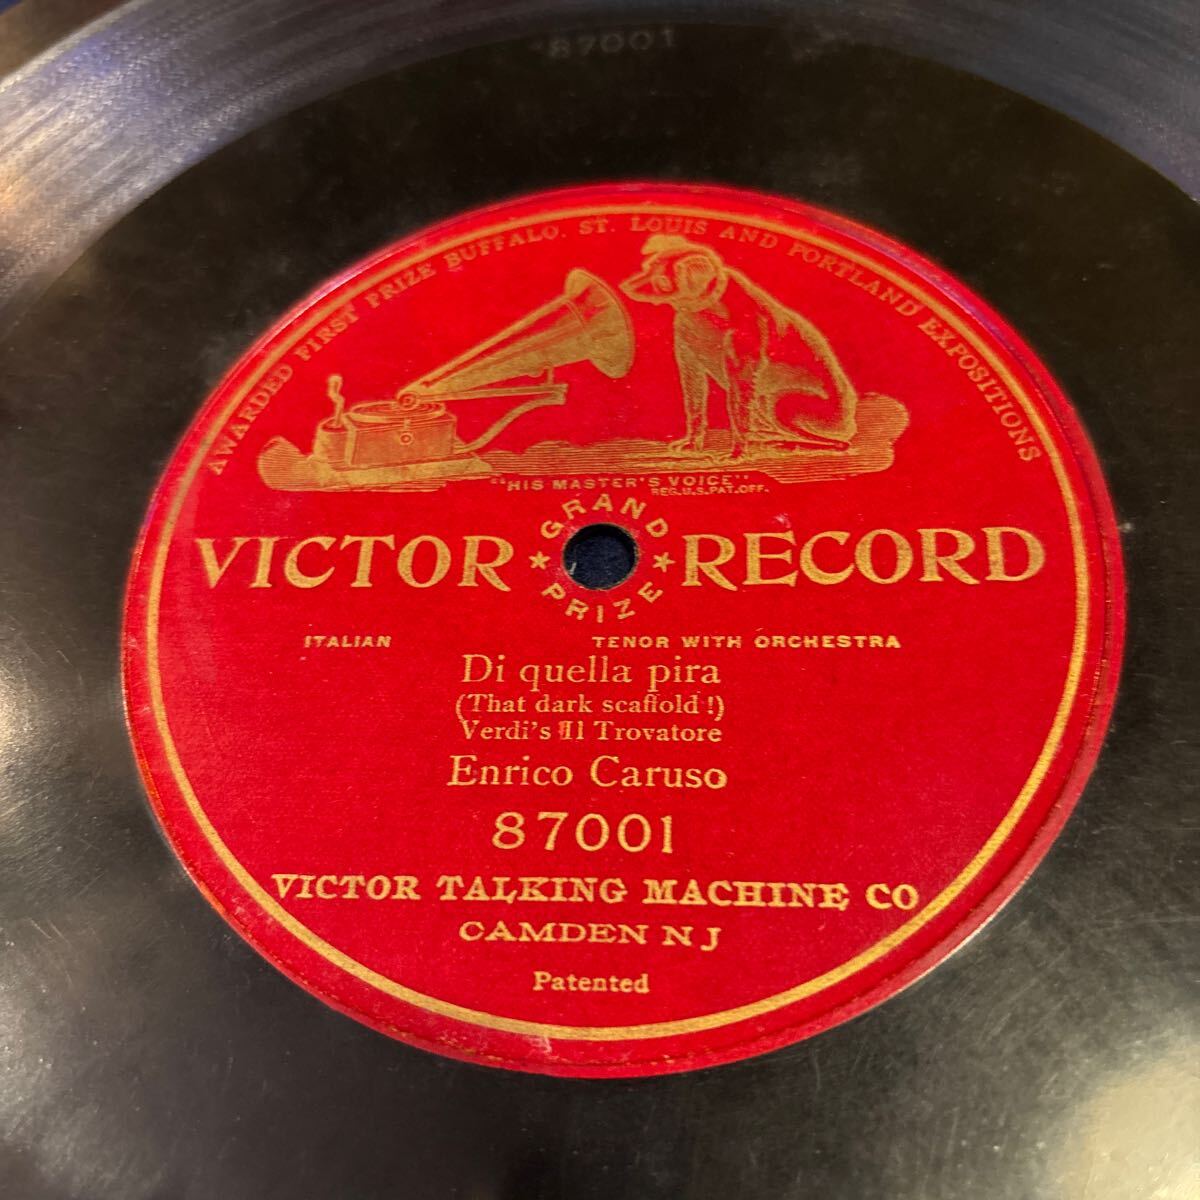 87001
AWARDED FIRST PRIZE BUFFALO. ST. LOUIS AND PORTLAND EXPOSITIONS
"HIS MASTER'S VOICE"
REG.U.S.PAT.OFF.
GRAND
VICTOR ★ ★ RECORD
PRIZE
ITALIAN TENOR WITH ORCHESTRA
Di quella pira
(That dark scaffold!)
Verdi's Il Trovatore
Enrico Caruso
87001
VICTOR TALKING MACHINE CO
CAMDEN N J
Patented